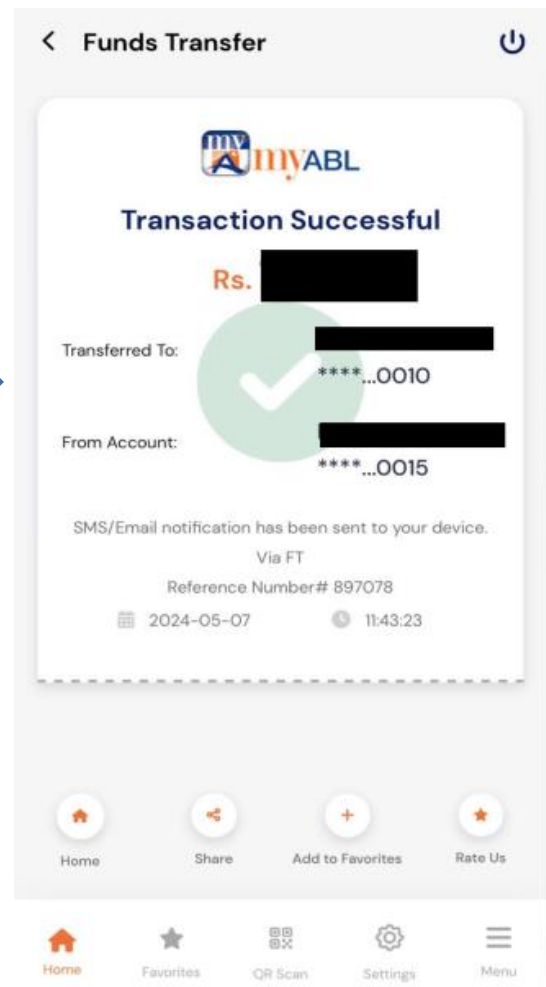 Funds Transfer
my myABL
Transaction Successful
Rs.
Transferred To:
****...0010
From Account:
****...0015
SMS/Email notification has been sent to your device.
Via FT
Reference Number# 897078
2024-05-07 11:43:23
Home Share Add to Favorites Rate Us
Home Favorites QR Scan Settings Menu